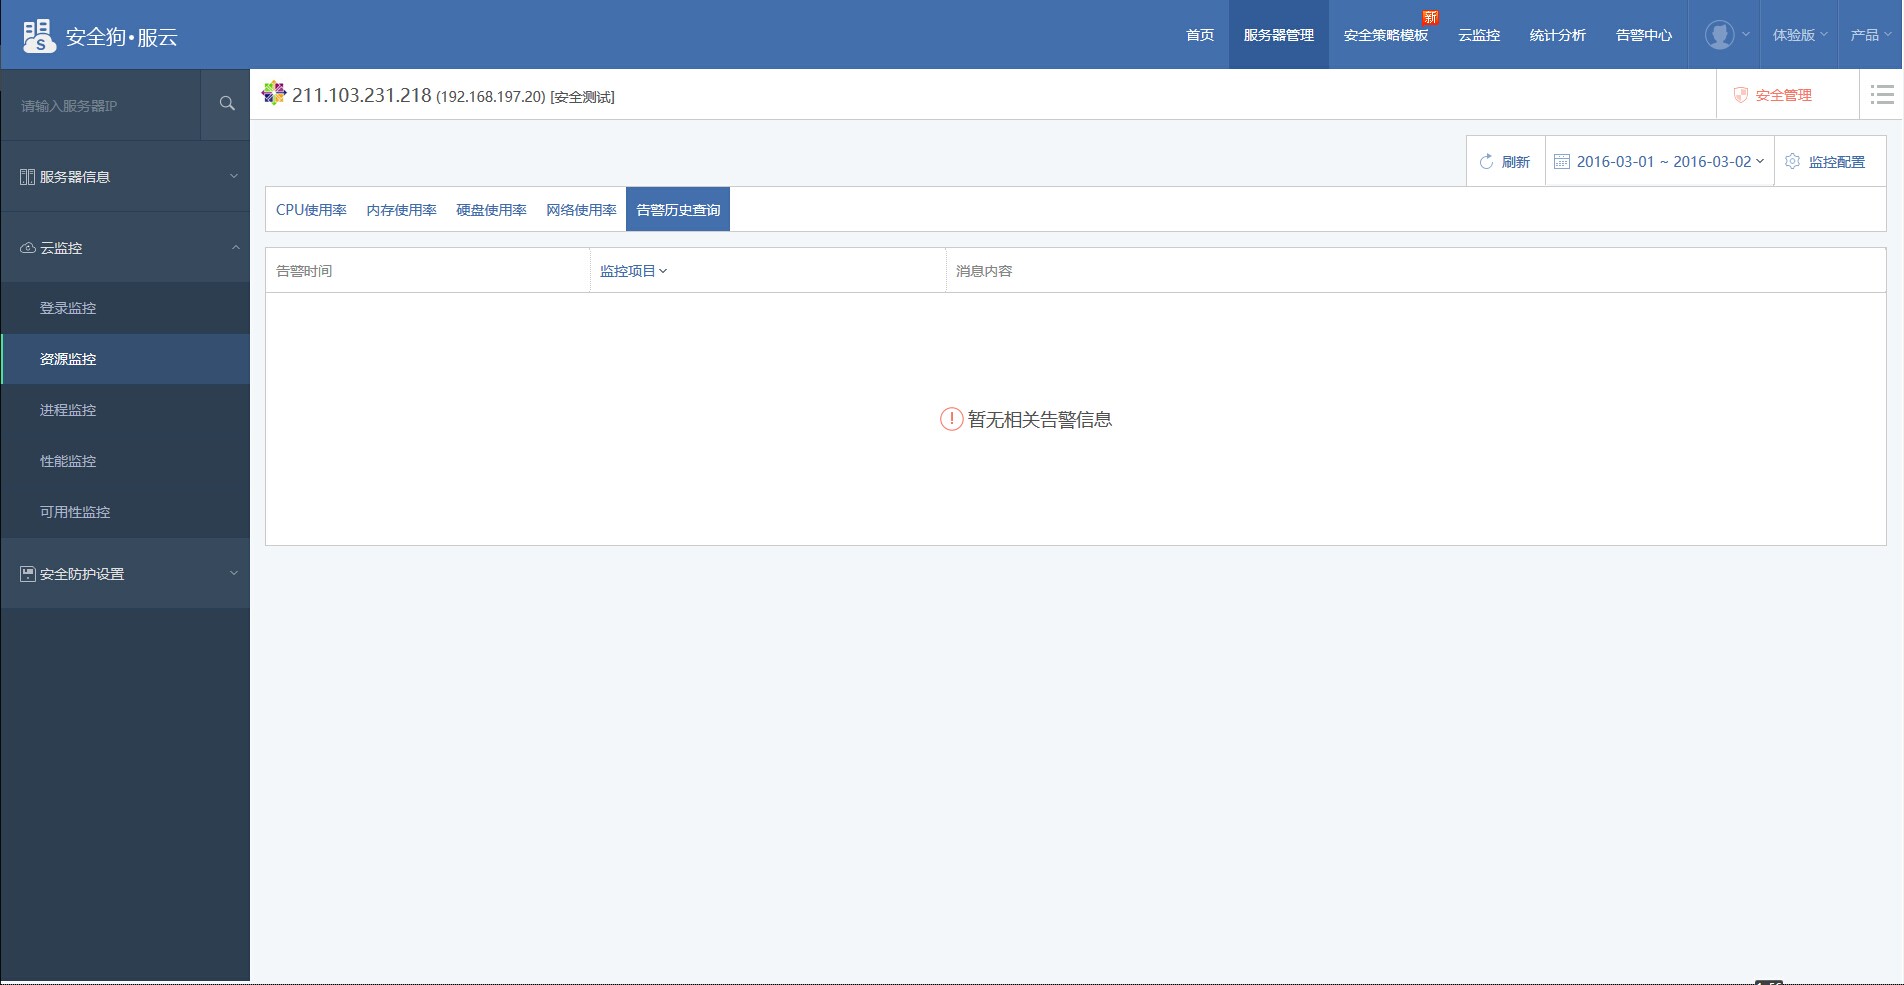 安全狗·服云
首页
服务器管理
安全策略模板
新
云监控
统计分析
告警中心
体验版
产品
请输入服务器IP
211.103.231.218 (192.168.197.20) [安全测试]
安全管理
刷新
2016-03-01 ~ 2016-03-02
监控配置
服务器信息
云监控
登录监控
资源监控
进程监控
性能监控
可用性监控
安全防护设置
CPU使用率
内存使用率
硬盘使用率
网络使用率
告警历史查询
告警时间
监控项目
消息内容
暂无相关告警信息